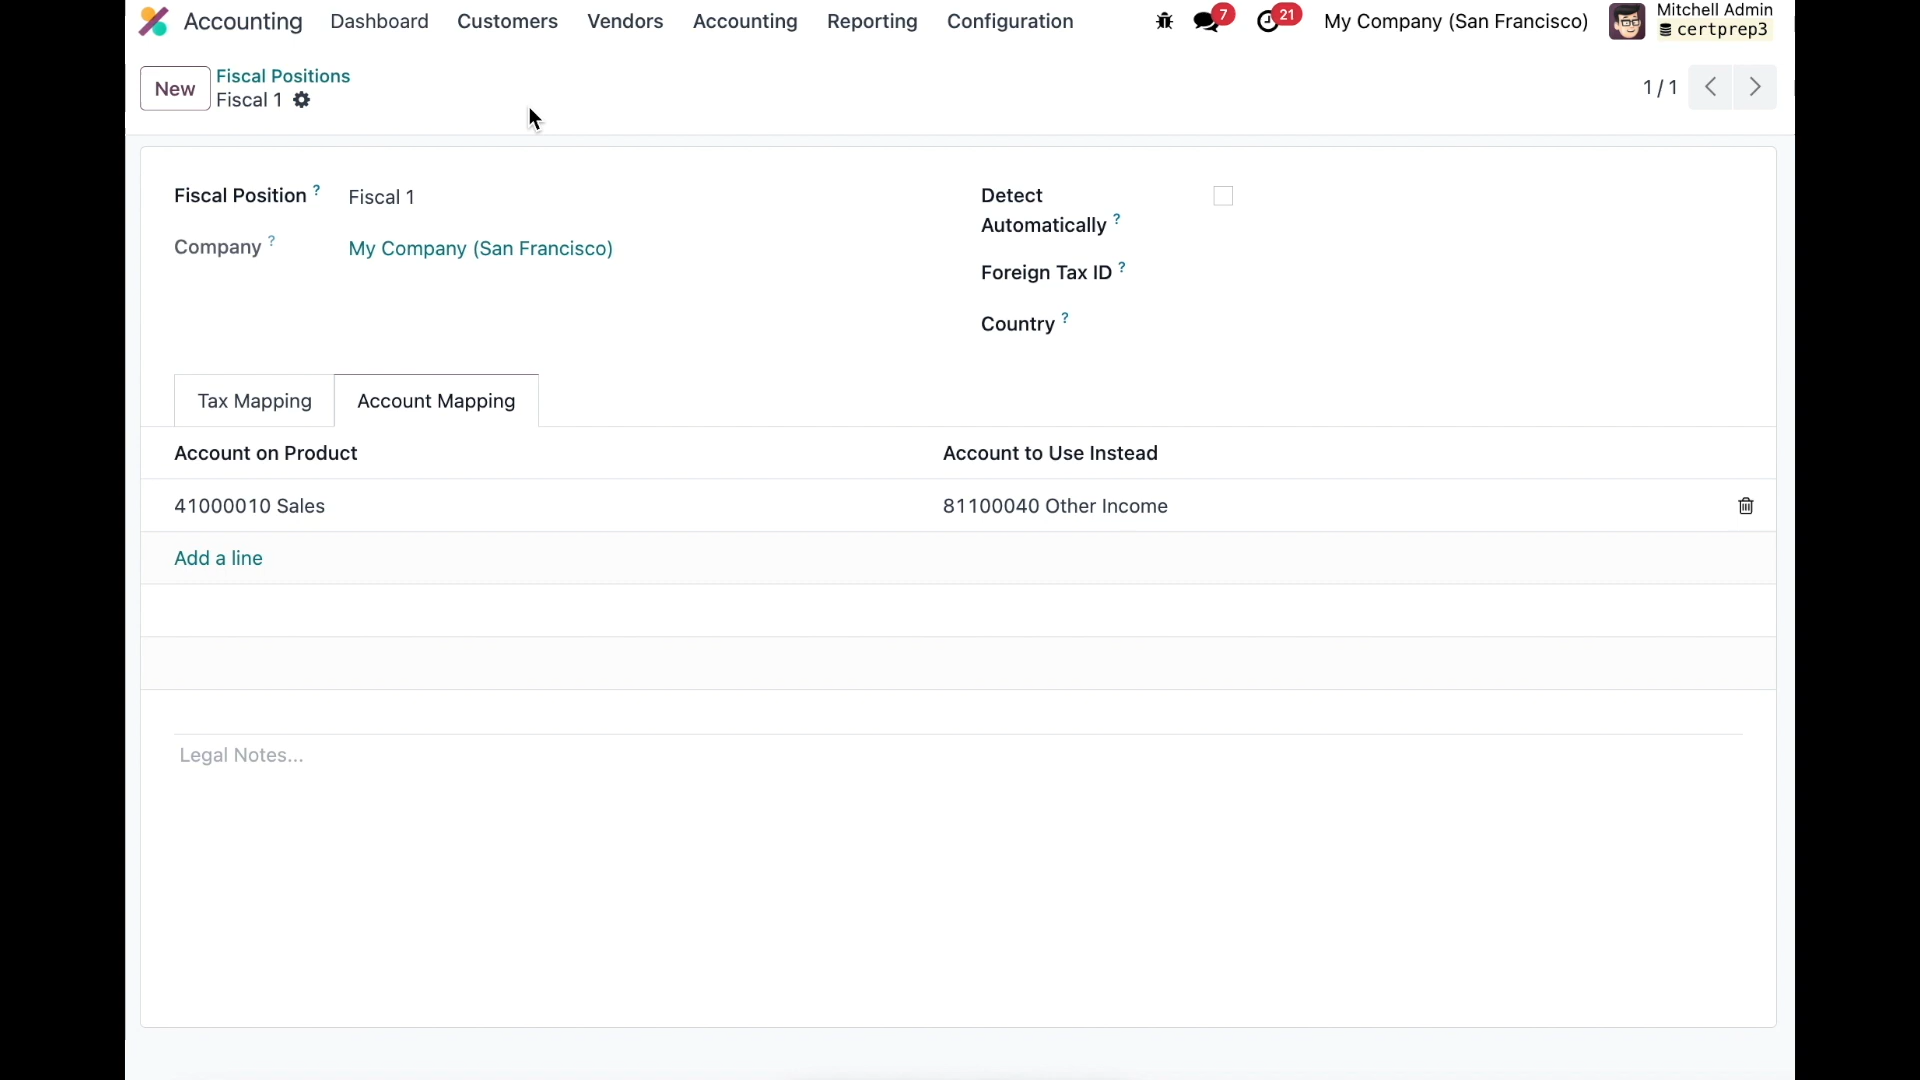 Accounting Dashboard Customers Vendors Accounting Reporting Configuration 7 21 My Company (San Francisco) Mitchell Admin
certprep3
New Fiscal Positions
Fiscal 1
1 / 1
Fiscal Position ? Fiscal 1
Company ? My Company (San Francisco)
Detect
Automatically ?
Foreign Tax ID ?
Country ?
Tax Mapping Account Mapping
Account on Product Account to Use Instead
41000010 Sales 81100040 Other Income
Add a line
Legal Notes...